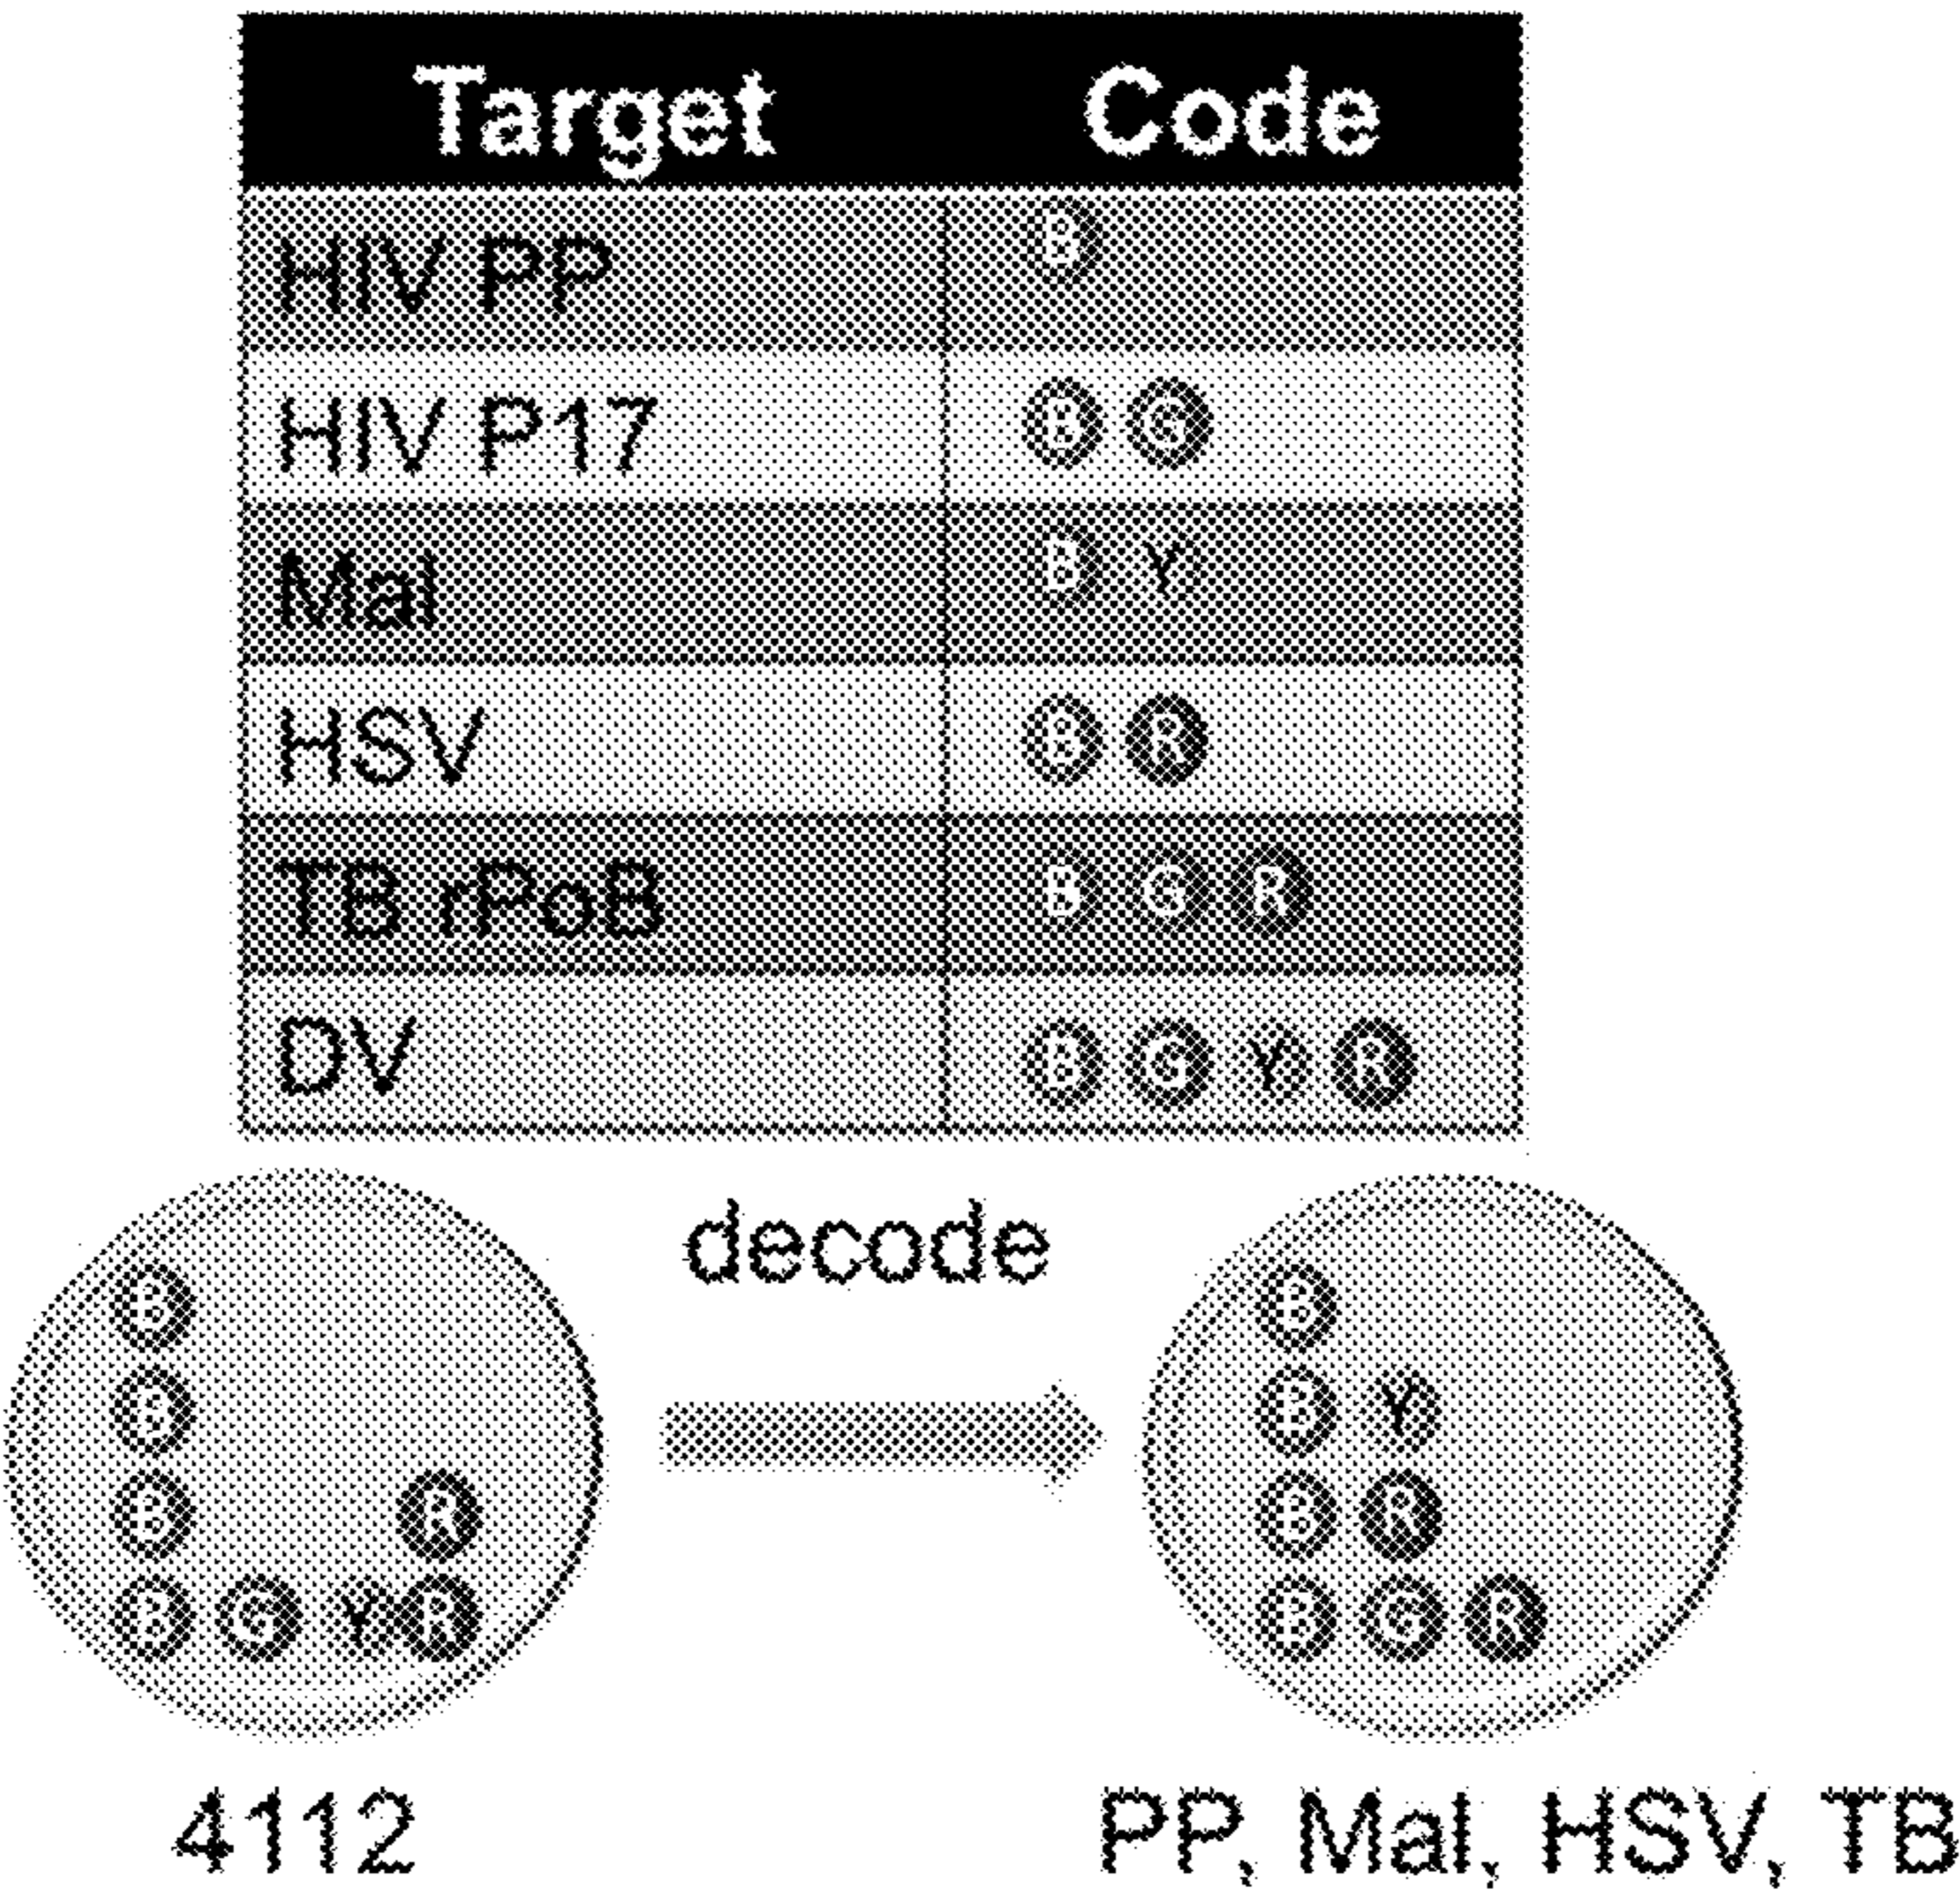 Target Code
HIV PP B
HIV P17 B G
Mal B Y
HSV B R
TB rPoB B G R
DV B G Y R
decode
B
B
B R
B G Y R
B
B Y
B R
B G R
4112
PP, Mal, HSV, TB